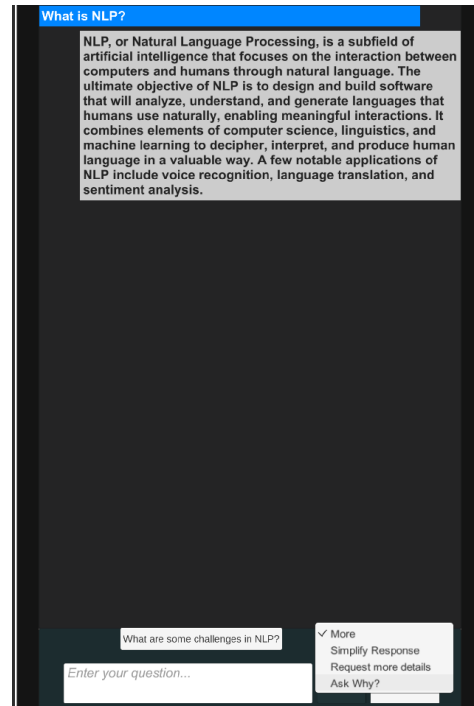 What is NLP?
NLP, or Natural Language Processing, is a subfield of
artificial intelligence that focuses on the interaction between
computers and humans through natural language. The
ultimate objective of NLP is to design and build software
that will analyze, understand, and generate languages that
humans use naturally, enabling meaningful interactions. It
combines elements of computer science, linguistics, and
machine learning to decipher, interpret, and produce human
language in a valuable way. A few notable applications of
NLP include voice recognition, language translation, and
sentiment analysis.
What are some challenges in NLP?
✓ More
Simplify Response
Request more details
Ask Why?
Enter your question...